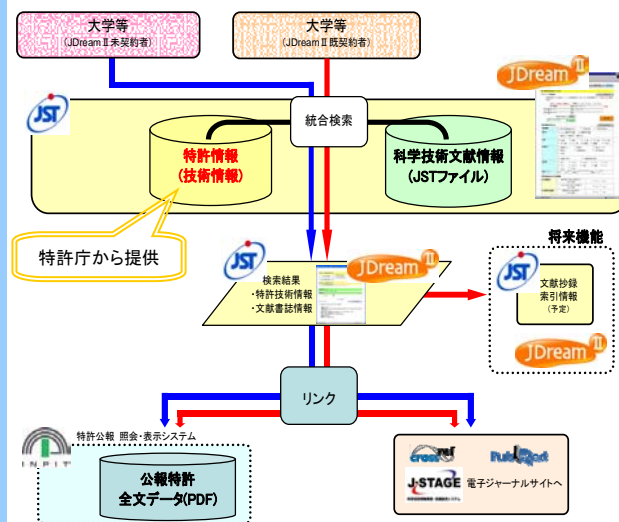 大学等
(JDreamⅡ未契約者)
大学等
(JDreamⅡ既契約者)
JDreamⅡ
JST
統合検索
特許情報
(技術情報)
科学技術文献情報
(JSTファイル)
特許庁から提供
将来機能
JST
検索結果
・特許技術情報
・文献書誌情報
JDreamⅡ
JST
文献抄録
索引情報
(予定)
JDreamⅡ
リンク
INPIT
特許公報 照会・表示システム
公報特許
全文データ(PDF)
crossref
PubMed
J-STAGE
電子ジャーナルサイトへ